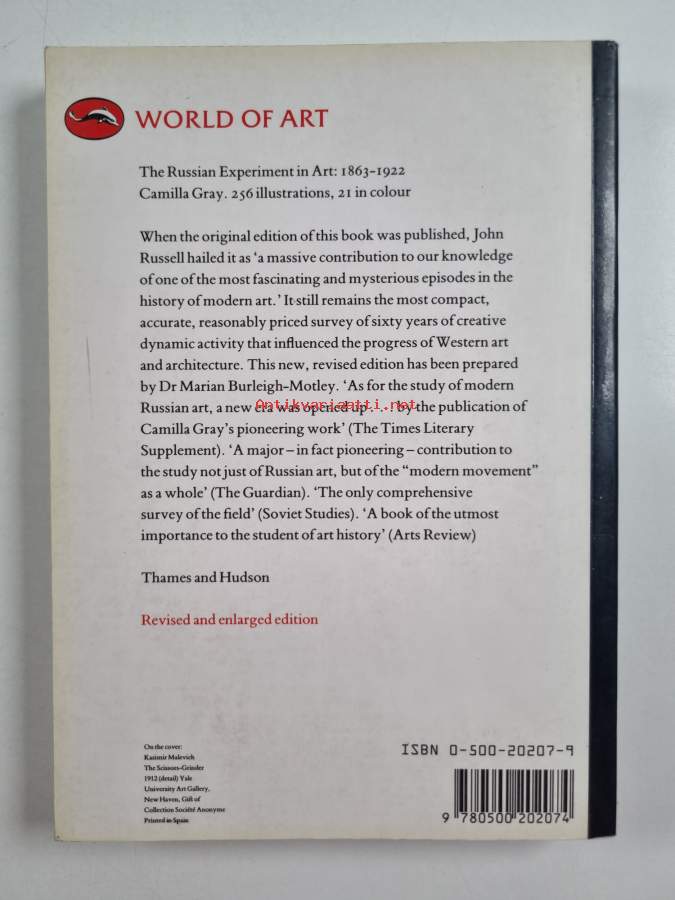 WORLD OF ART
The Russian Experiment in Art: 1863–1922
Camilla Gray. 256 illustrations, 21 in colour
When the original edition of this book was published, John
Russell hailed it as ‘a massive contribution to our knowledge
of one of the most fascinating and mysterious episodes in the
history of modern art.’ It still remains the most compact,
accurate, reasonably priced survey of sixty years of creative
dynamic activity that influenced the progress of Western art
and architecture. This new, revised edition has been prepared
by Dr Marian Burleigh-Motley. ‘As for the study of modern
Antikvariaatti.net
Russian art, a new era was opened up . . . by the publication of
Camilla Gray’s pioneering work’ (The Times Literary
Supplement). ‘A major – in fact pioneering – contribution to
the study not just of Russian art, but of the “modern movement”
as a whole’ (The Guardian). ‘The only comprehensive
survey of the field’ (Soviet Studies). ‘A book of the utmost
importance to the student of art history’ (Arts Review)
Thames and Hudson
Revised and enlarged edition
On the cover:
Kasimir Malevich
The Scissors-Grinder
1912 (detail) Yale
University Art Gallery,
New Haven, Gift of
Collection Société Anonyme
Printed in Spain
ISBN 0-500-20207-9
9 780500 202074